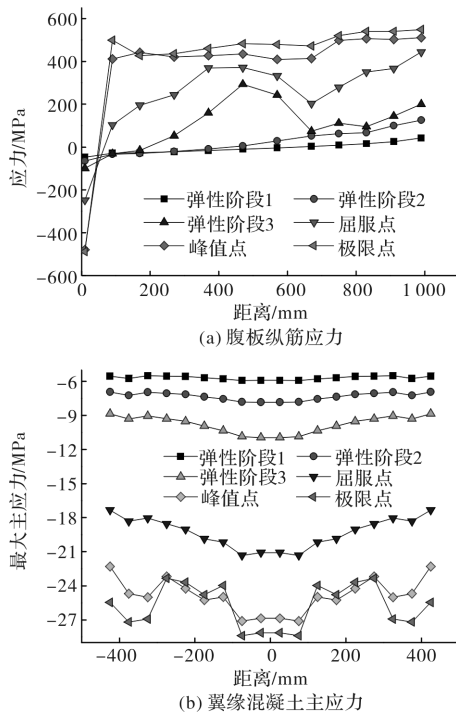 600
400
200
0
−200
−400
−600
应力/MPa
弹性阶段1 弹性阶段2
弹性阶段3 屈服点
峰值点 极限点
0 200 400 600 800 1 000
距离/mm
(a) 腹板纵筋应力
−6
−9
−12
−15
−18
−21
−24
−27
最大主应力/MPa
弹性阶段1 弹性阶段2
弹性阶段3 屈服点
峰值点 极限点
−400 −200 0 200 400
距离/mm
(b) 翼缘混凝土主应力